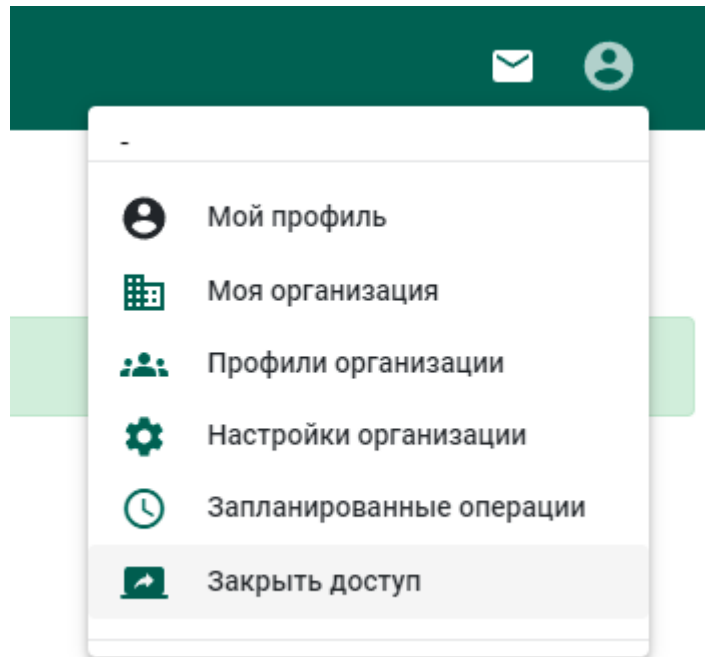 -
Мой профиль
Моя организация
Профили организации
Настройки организации
Запланированные операции
Закрыть доступ